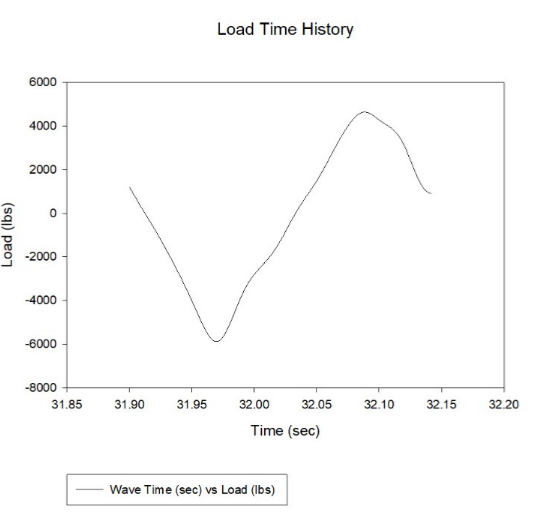 Load Time History
6000
4000
2000
0
-2000
-4000
-6000
-8000
Load (lbs)
31.85 31.90 31.95 32.00 32.05 32.10 32.15 32.20
Time (sec)
Wave Time (sec) vs Load (lbs)